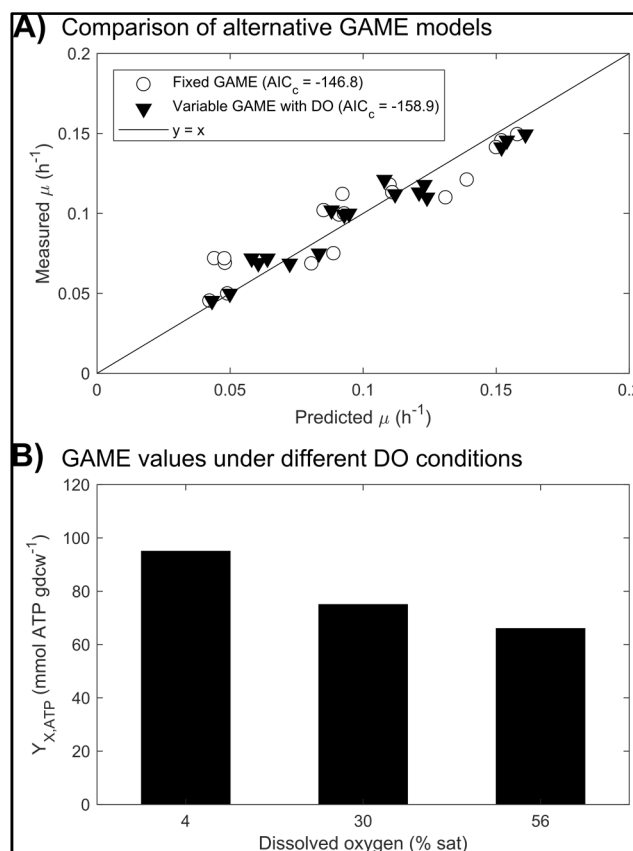 A) Comparison of alternative GAME models
0.2
0.15
0.1
0.05
0
Measured μ (h-1)
Fixed GAME (AICc = -146.8)
Variable GAME with DO (AICc = -158.9)
y = x
0 0.05 0.1 0.15
Predicted μ (h-1)
B) GAME values under different DO conditions
120
100
80
60
40
20
0
YX,ATP (mmol ATP gdcw-1)
4 30 56
Dissolved oxygen (% sat)